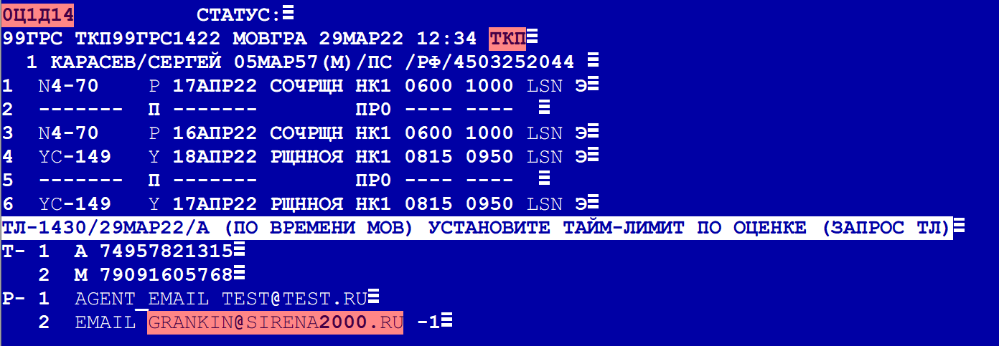 0Ц1Д14 СТАТУС:
99ГРС ТКП99ГРС1422 МОВГРА 29МАР22 12:34 ТКП
1 КАРАСЕВ/СЕРГЕЙ 05МАР57(М)/ПС /РФ/4503252044
1 N4-70 P 17АПР22 СОЧРЩН НК1 0600 1000 LSN Э
2 ------- П ------- ПР0 ---- ----
3 N4-70 P 16АПР22 СОЧРЩН НК1 0600 1000 LSN Э
4 YC-149 Y 18АПР22 РЩННОЯ НК1 0815 0950 LSN Э
5 ------- П ------- ПР0 ---- ----
6 YC-149 Y 17АПР22 РЩННОЯ НК1 0815 0950 LSN Э
ТЛ-1430/29МАР22/А (ПО ВРЕМЕНИ МОВ) УСТАНОВИТЕ ТАЙМ-ЛИМИТ ПО ОЦЕНКЕ (ЗАПРОС ТЛ)
Т- 1 А 74957821315
2 М 79091605768
Р- 1 AGENT_EMAIL TEST@TEST.RU
2 EMAIL GRANKIN@SIRENA2000.RU -1